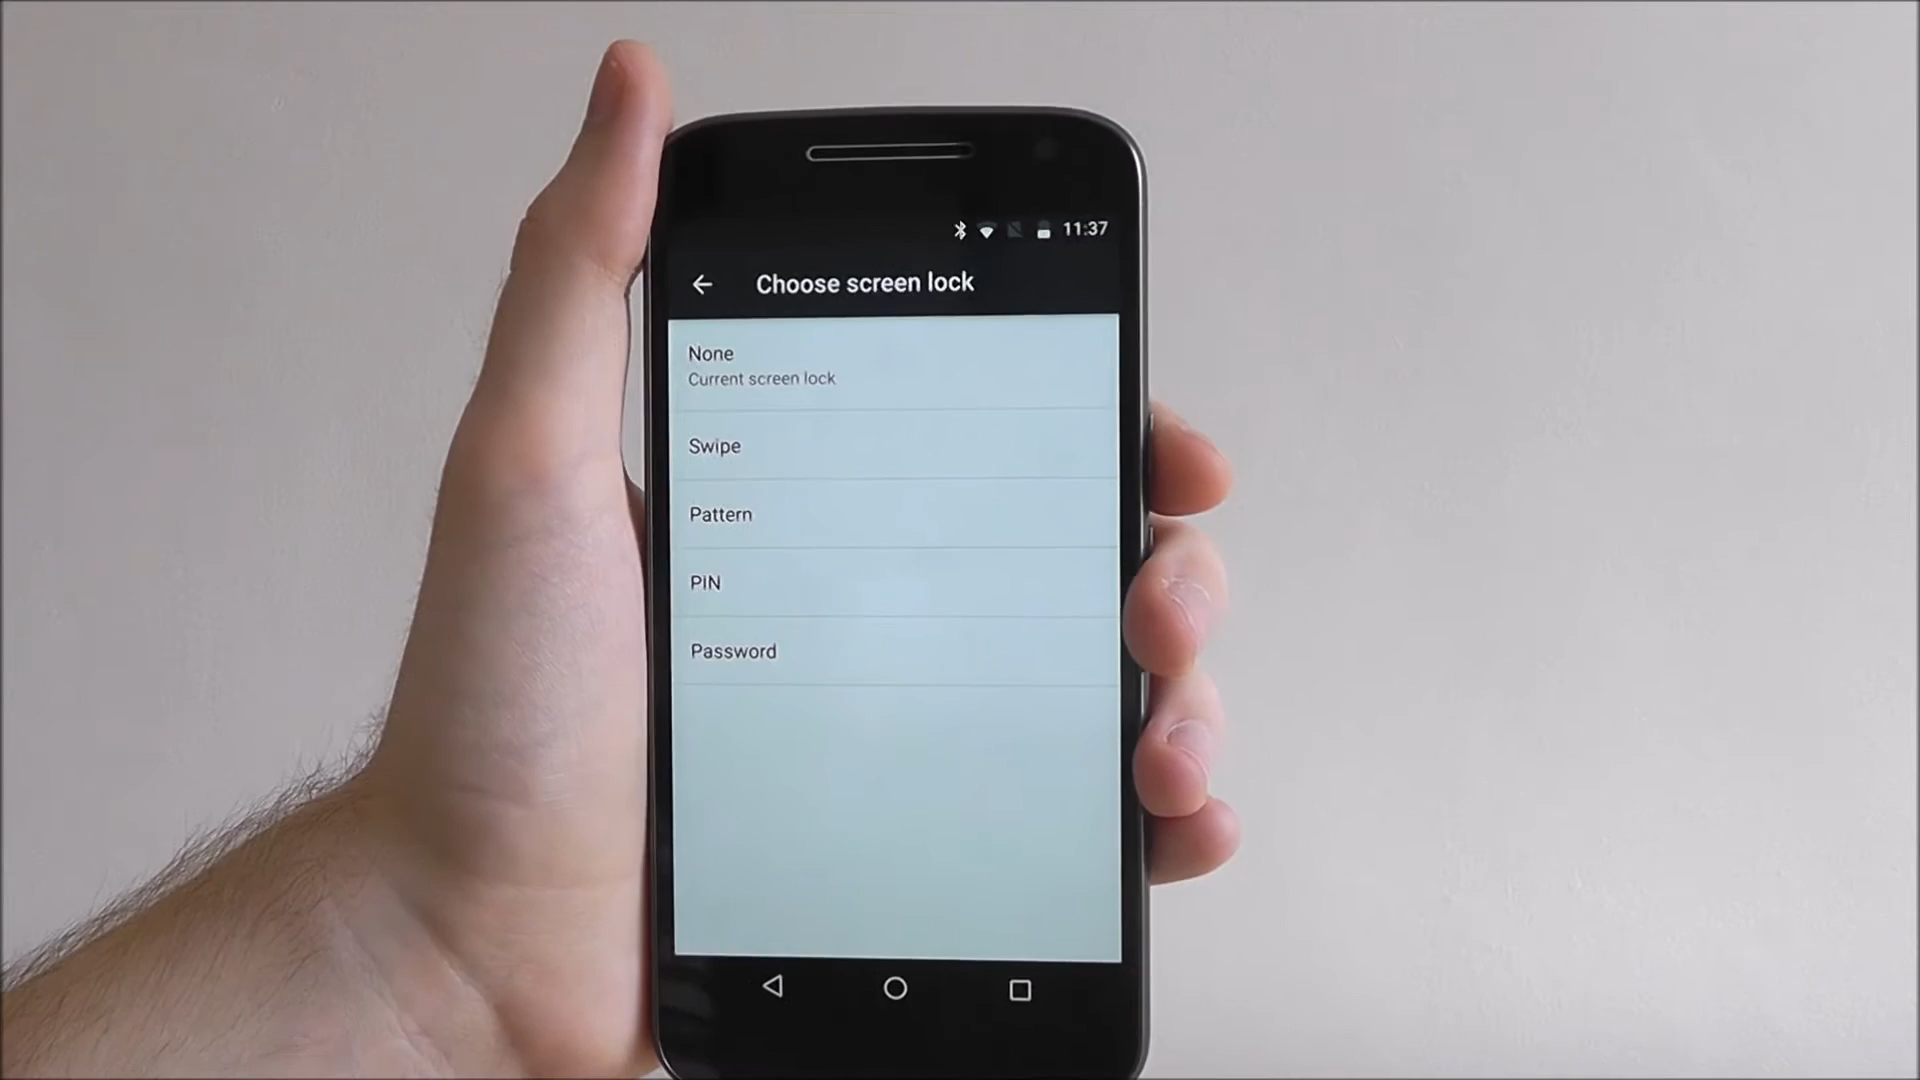 11:37
Choose screen lock
None
Current screen lock
Swipe
Pattern
PIN
Password